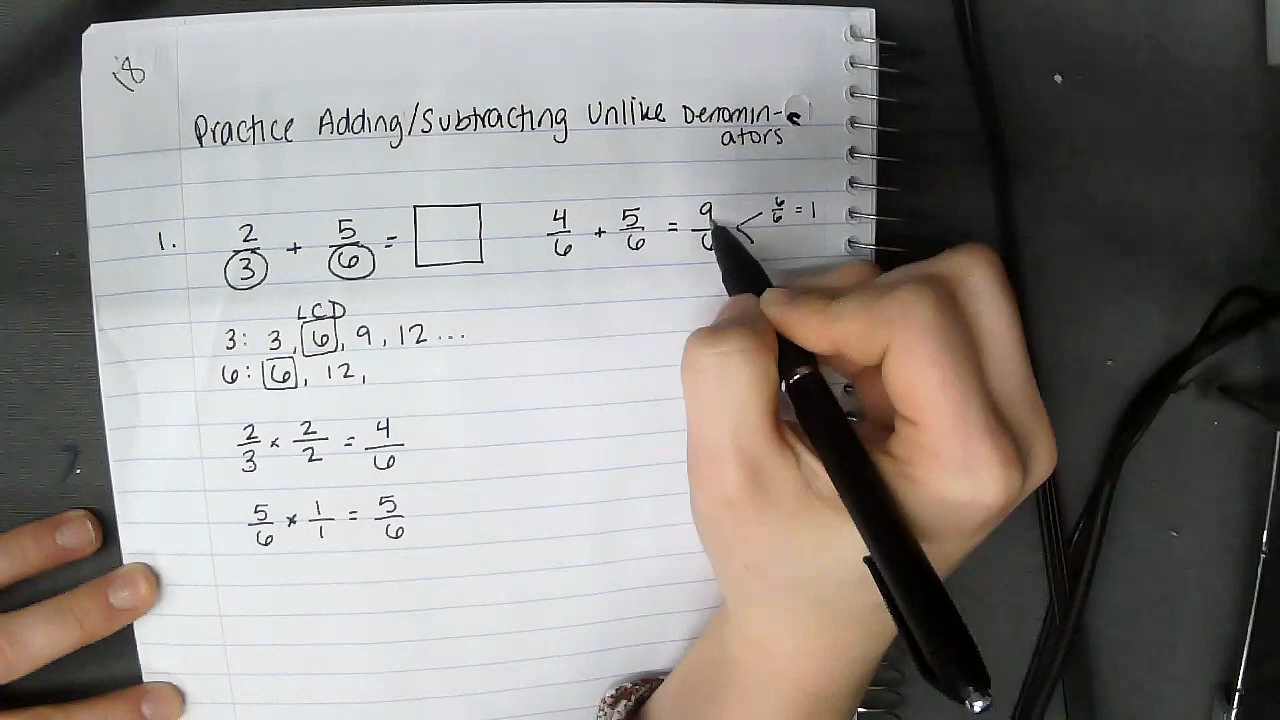 18
Practice Adding/Subtracting Unlike Denomin-
ators
1. 2/3 + 5/6 = 4/6 + 5/6 = 9/6 < 6/6 = 1
LCD
3: 3, 6, 9, 12 ...
6: 6, 12,
2/3 × 2/2 = 4/6
5/6 × 1/1 = 5/6